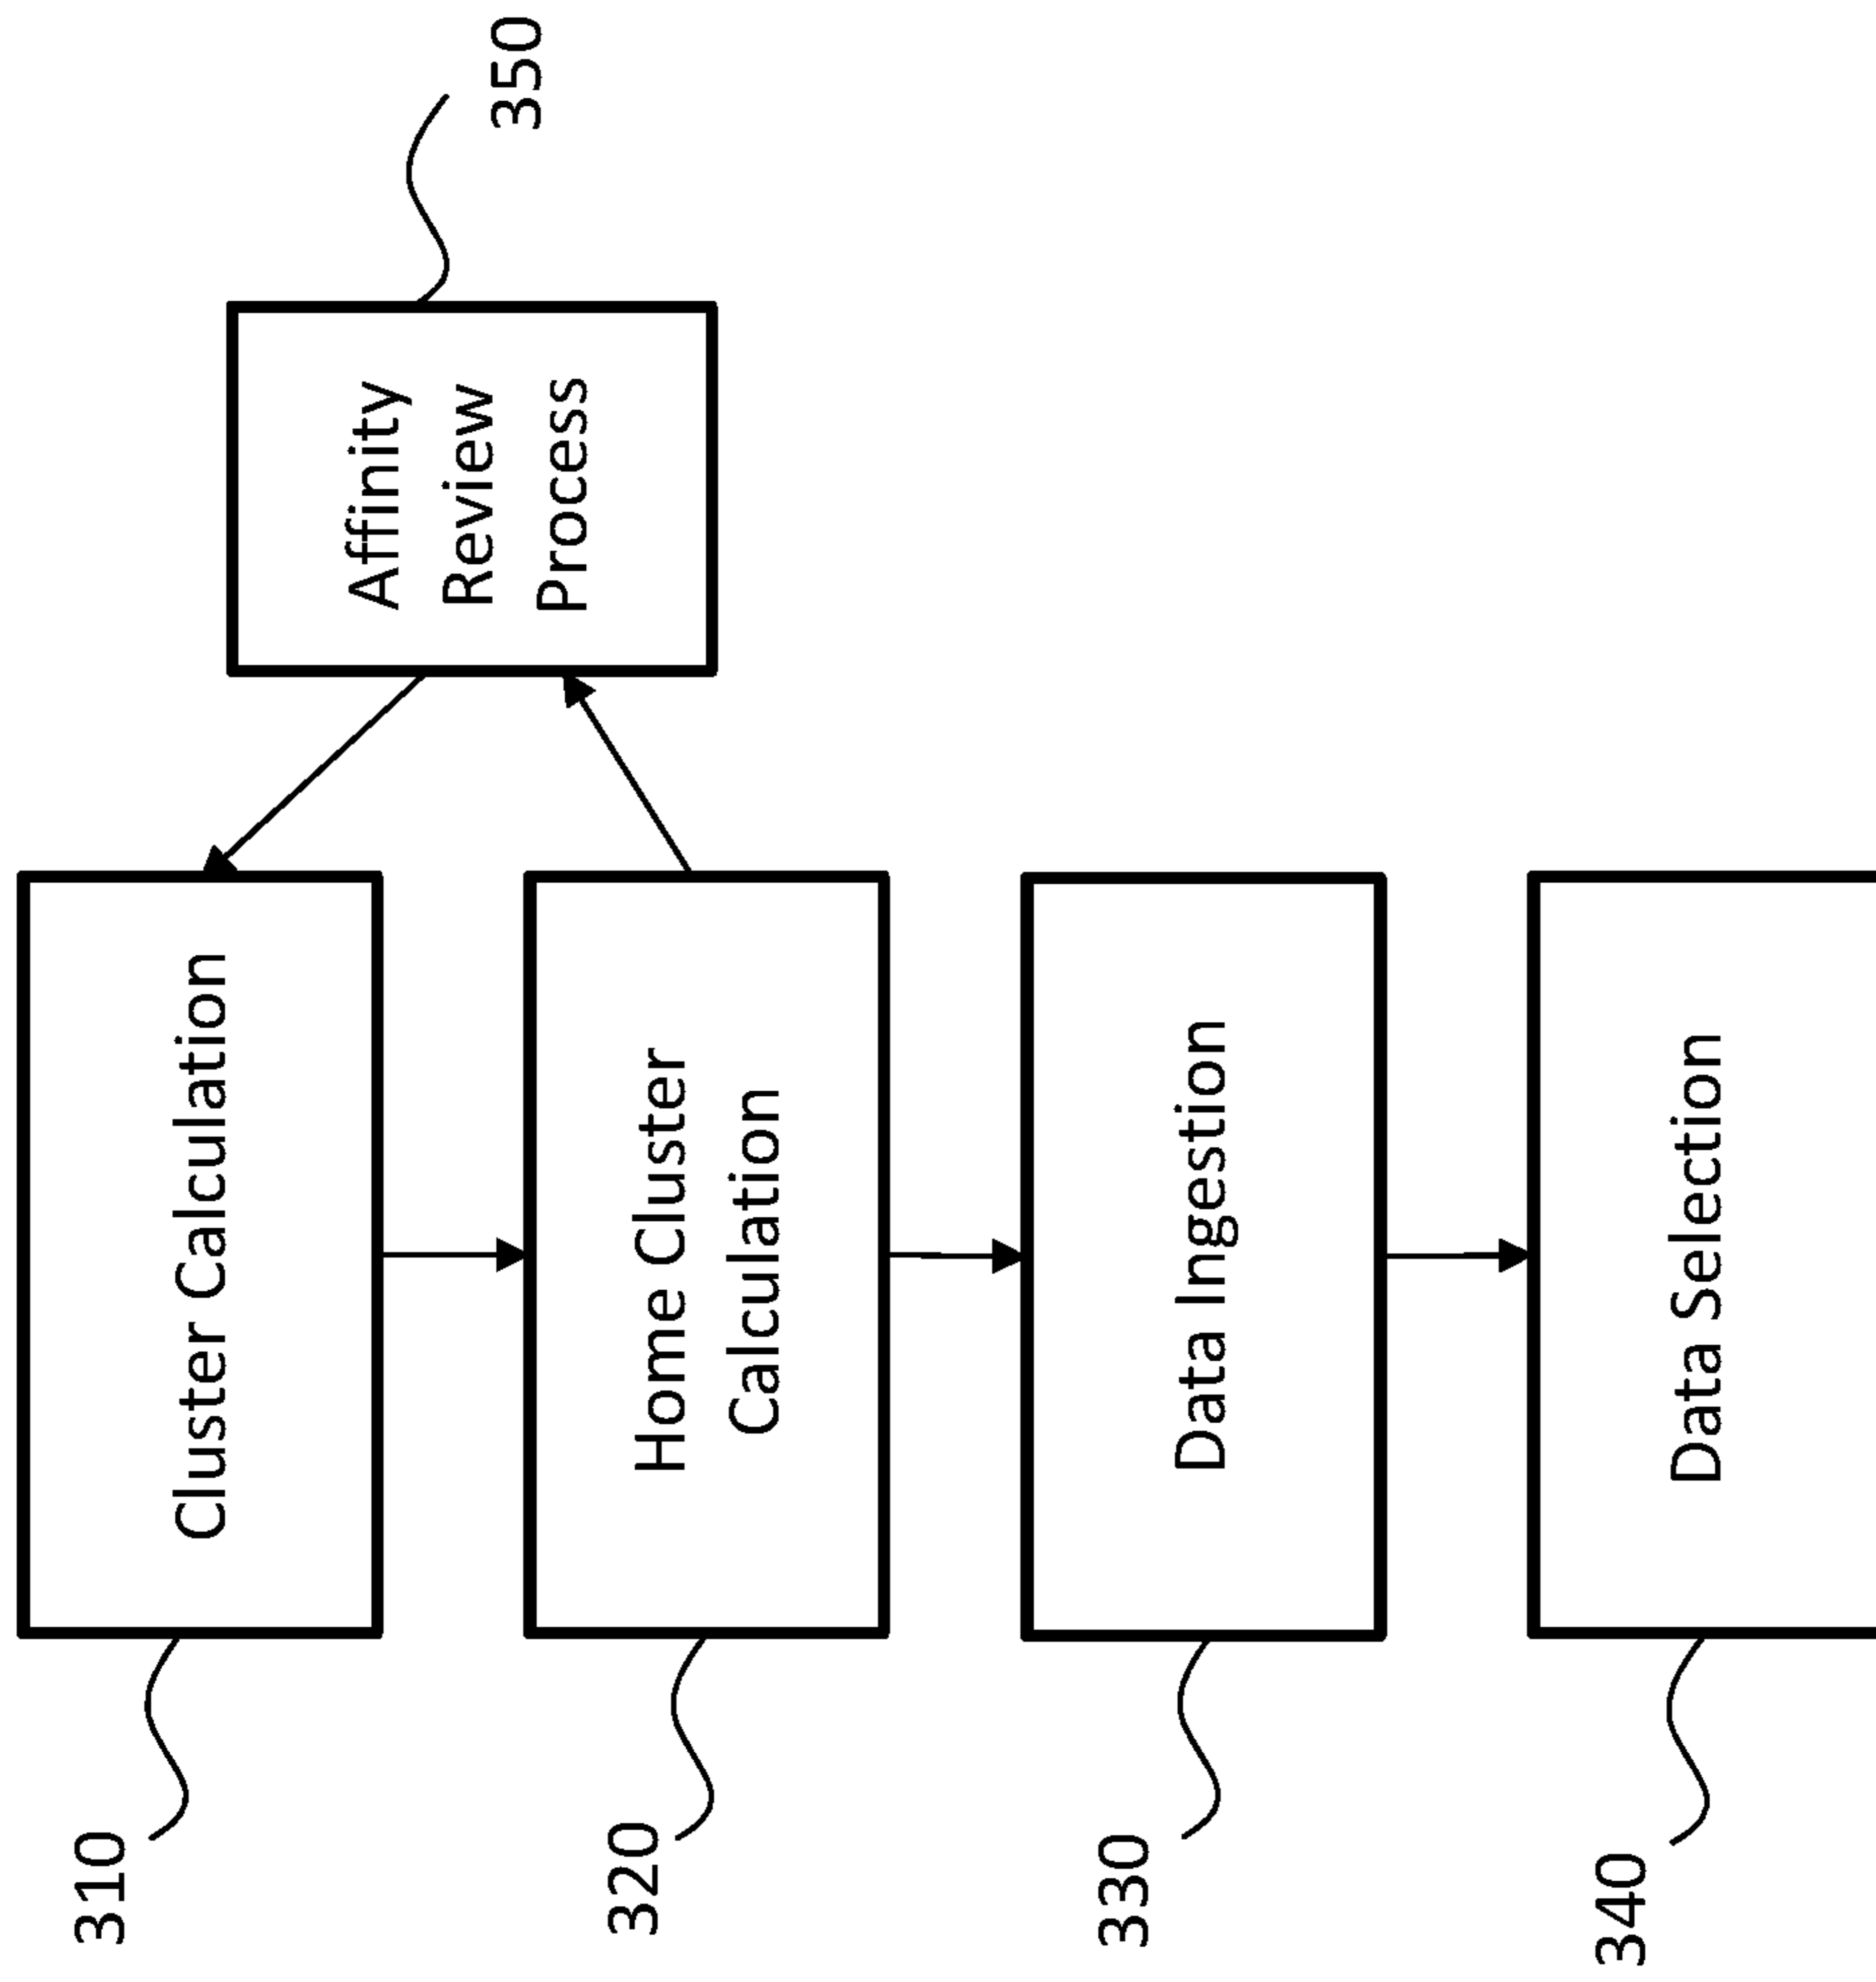 310
Cluster Calculation
320
Home Cluster
Calculation
330
Data Ingestion
340
Data Selection
Affinity
Review
Process
350